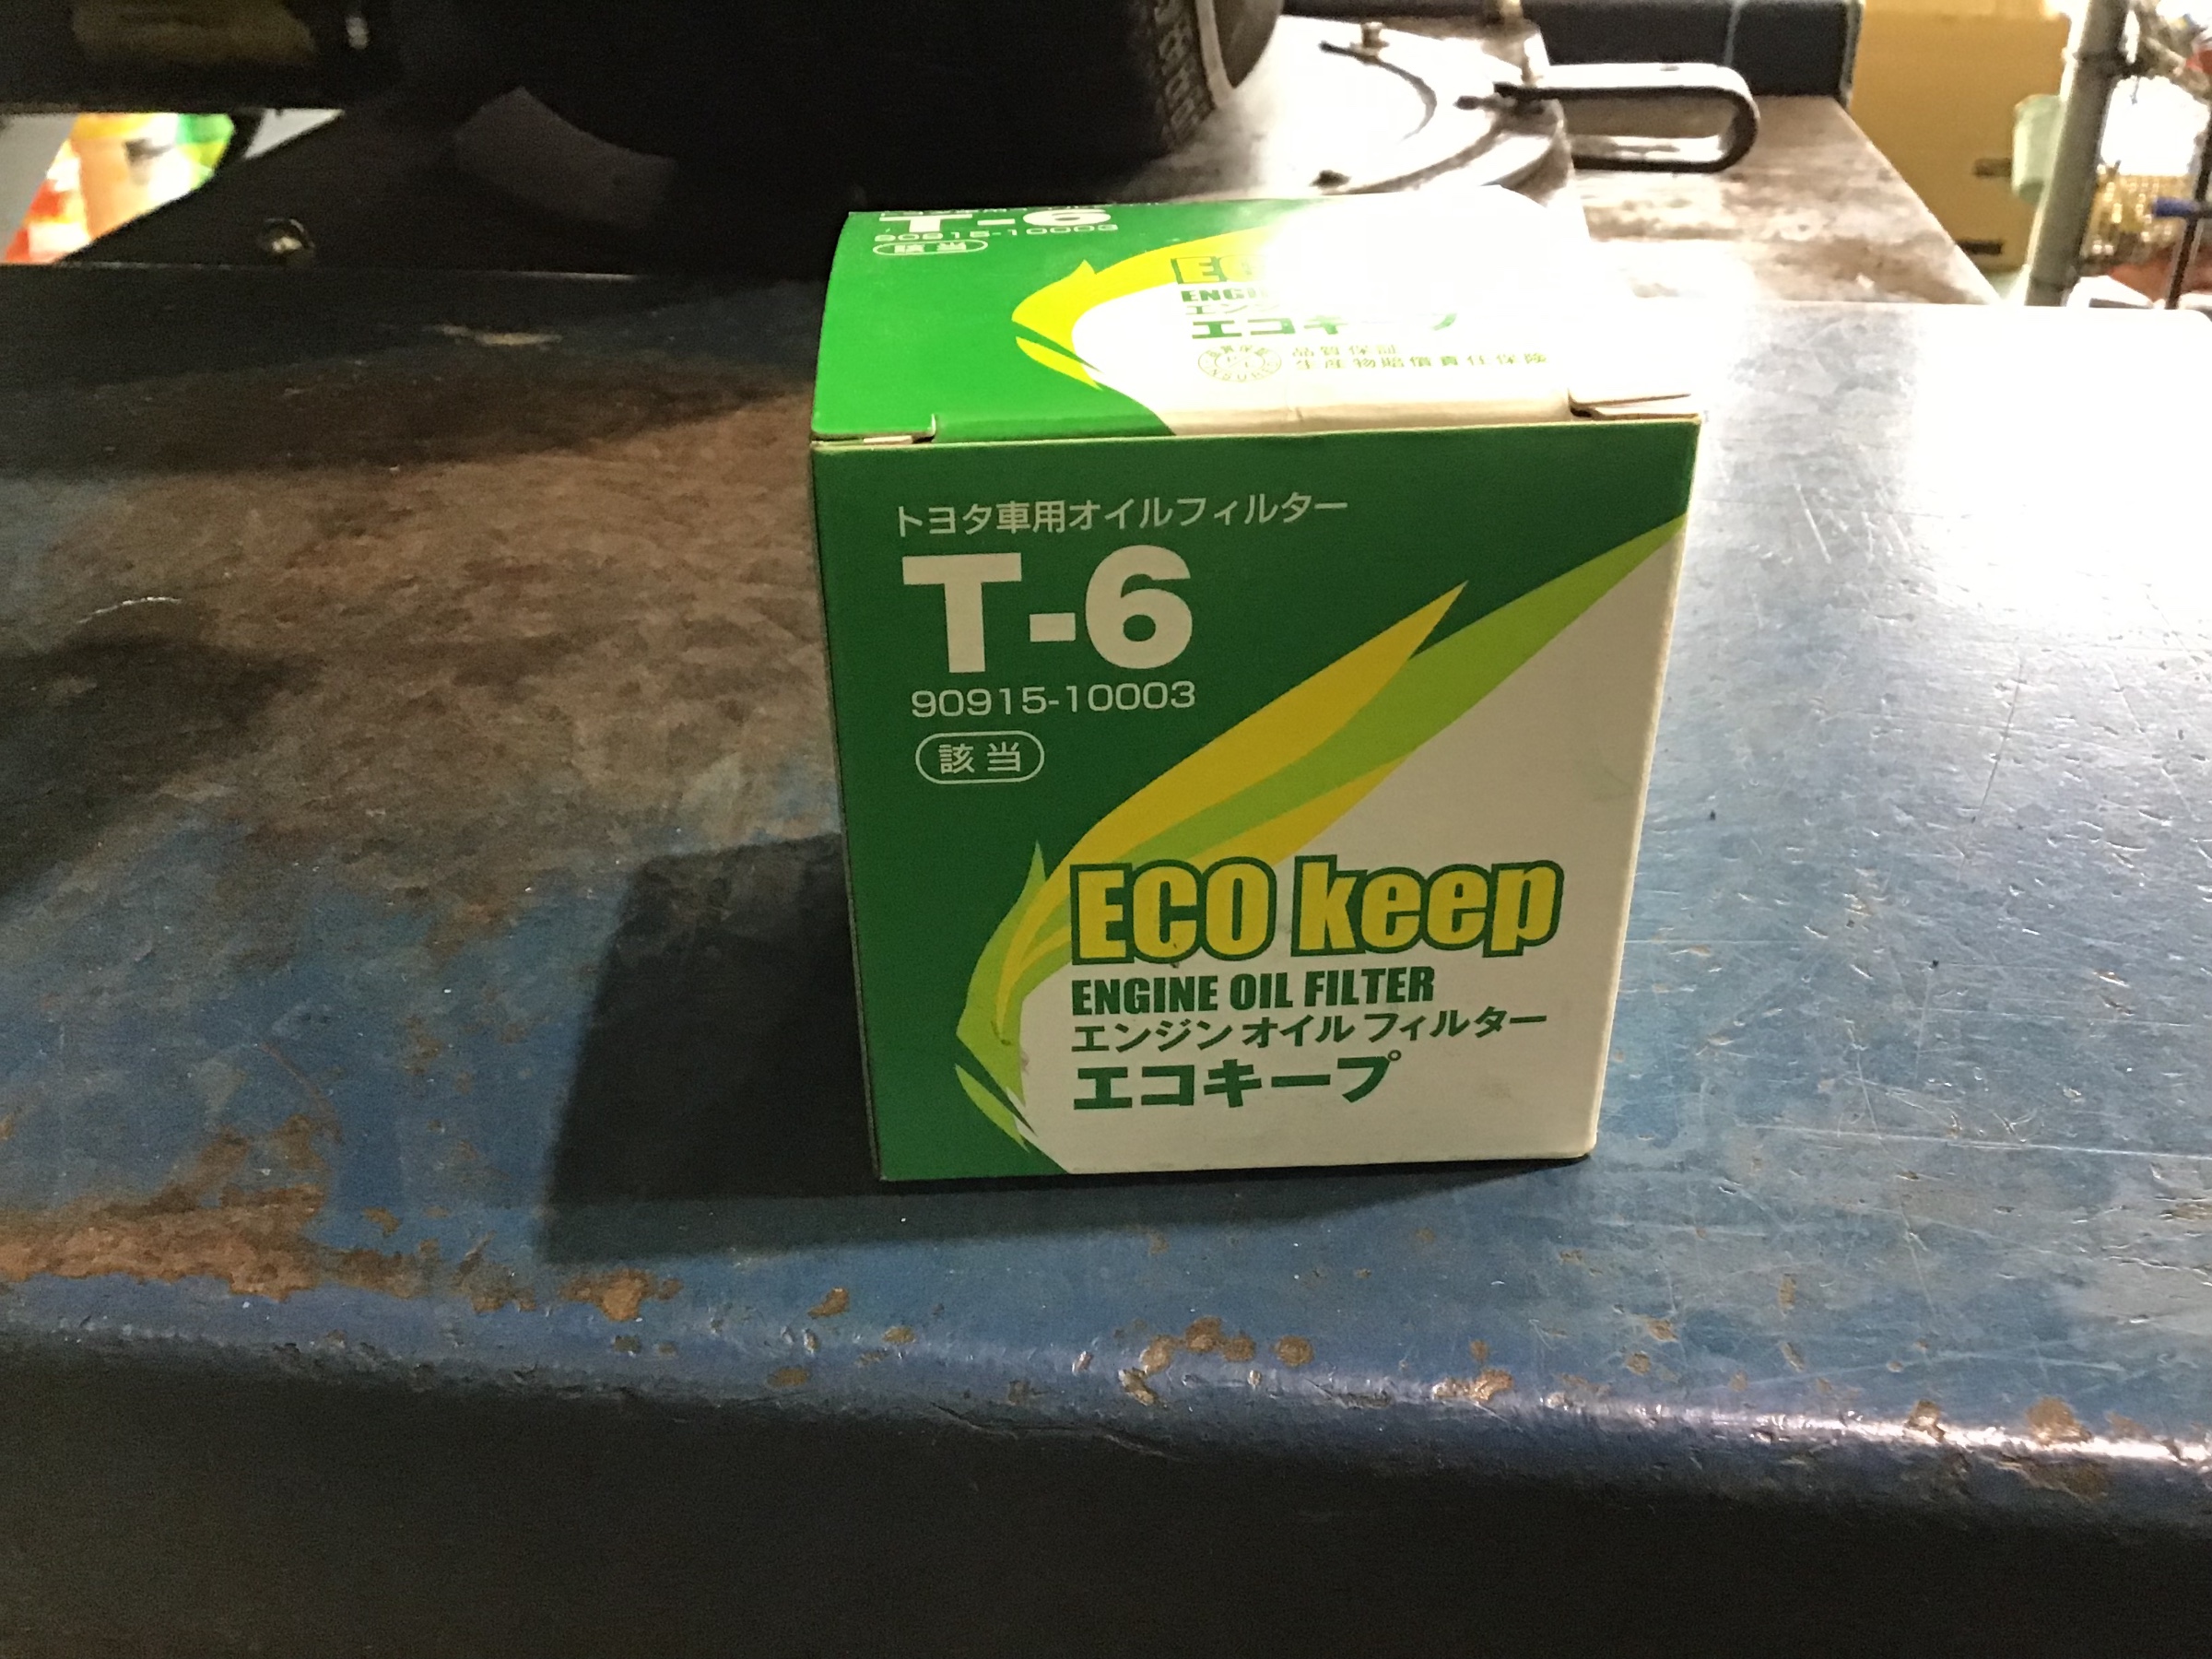 T-6
90915-10003
該当
エコキープ
品質保証
生産物賠償責任保険
トヨタ車用オイルフィルター
T-6
90915-10003
該当
ECO keep
ENGINE OIL FILTER
エンジン オイル フィルター
エコキープ